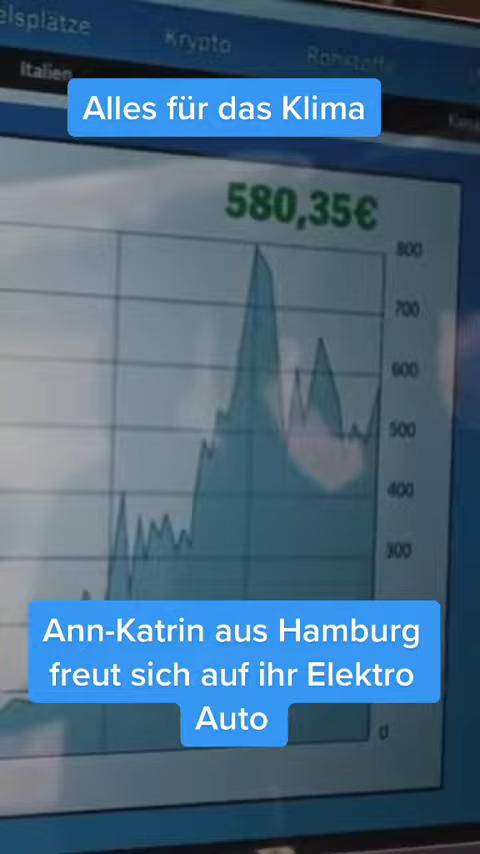 elsplätze Krypto Rohstoffe
Italien
Alles für das Klima
580,35€
800
700
600
500
400
300
Ann-Katrin aus Hamburg
freut sich auf ihr Elektro
Auto
0